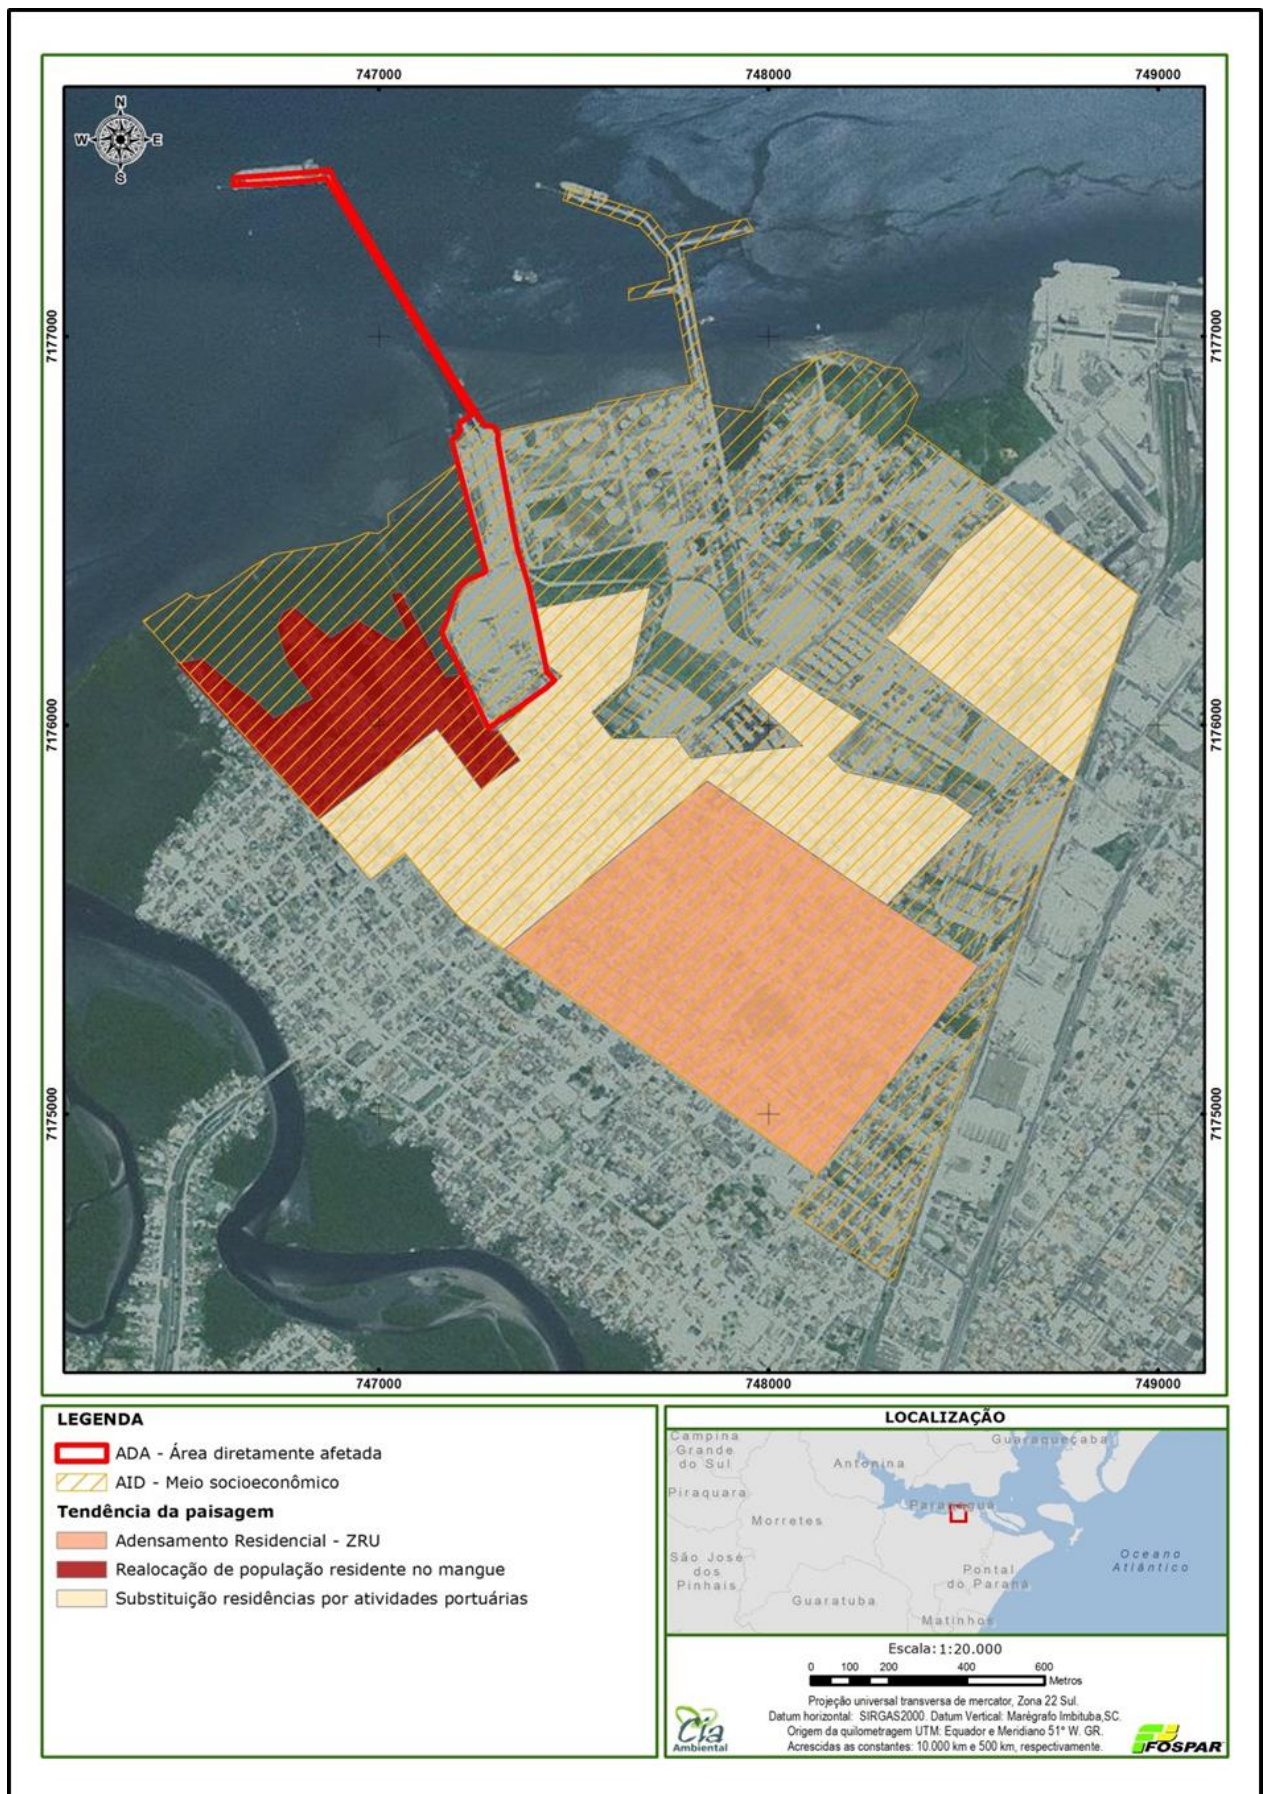 747000 748000 749000
N
W E
S
7177000 7177000
7176000 7176000
7175000 7175000
747000 748000 749000
LEGENDA
ADA - Área diretamente afetada
AID - Meio socioeconômico
Tendência da paisagem
Adensamento Residencial - ZRU
Realocação de população residente no mangue
Substituição residências por atividades portuárias
LOCALIZAÇÃO
Campina
Grande
do Sul
Guaraqueçaba
Antonina
Piraquara
Paranaguá
Morretes
São José
dos
Pinhais
Oceano
Atlântico
Pontal
do Paraná
Guaratuba
Matinhos
Escala: 1:20.000
0 100 200 400 600
Metros
Projeção universal transversa de mercator, Zona 22 Sul.
Datum horizontal: SIRGAS2000. Datum Vertical: Marégrafo Imbituba,SC.
Origem da quilometragem UTM: Equador e Meridiano 51° W. GR.
Acrescidas as constantes: 10.000 km e 500 km, respectivamente.
Cia
Ambiental
FOSPAR